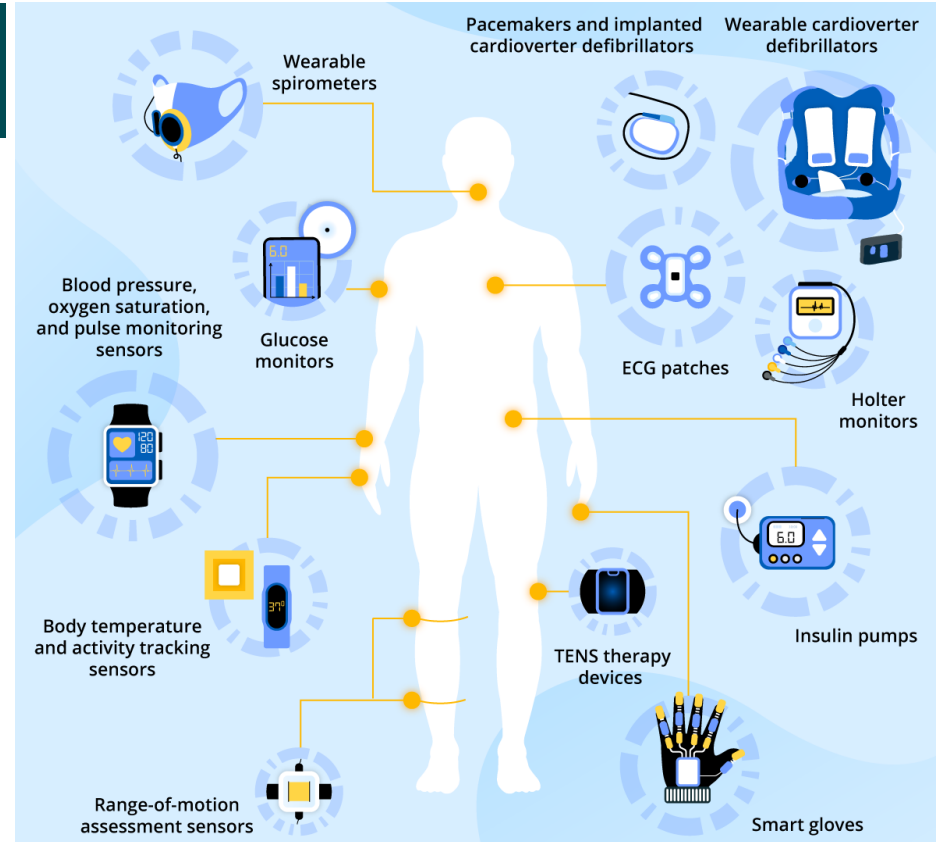 Pacemakers and implanted
cardioverter defibrillators
Wearable cardioverter
defibrillators
Wearable
spirometers
6.0
Blood pressure,
oxygen saturation,
and pulse monitoring
sensors
Glucose
monitors
ECG patches
Holter
monitors
120
80
6.0
37°
Body temperature
and activity tracking
sensors
TENS therapy
devices
Insulin pumps
Range-of-motion
assessment sensors
Smart gloves